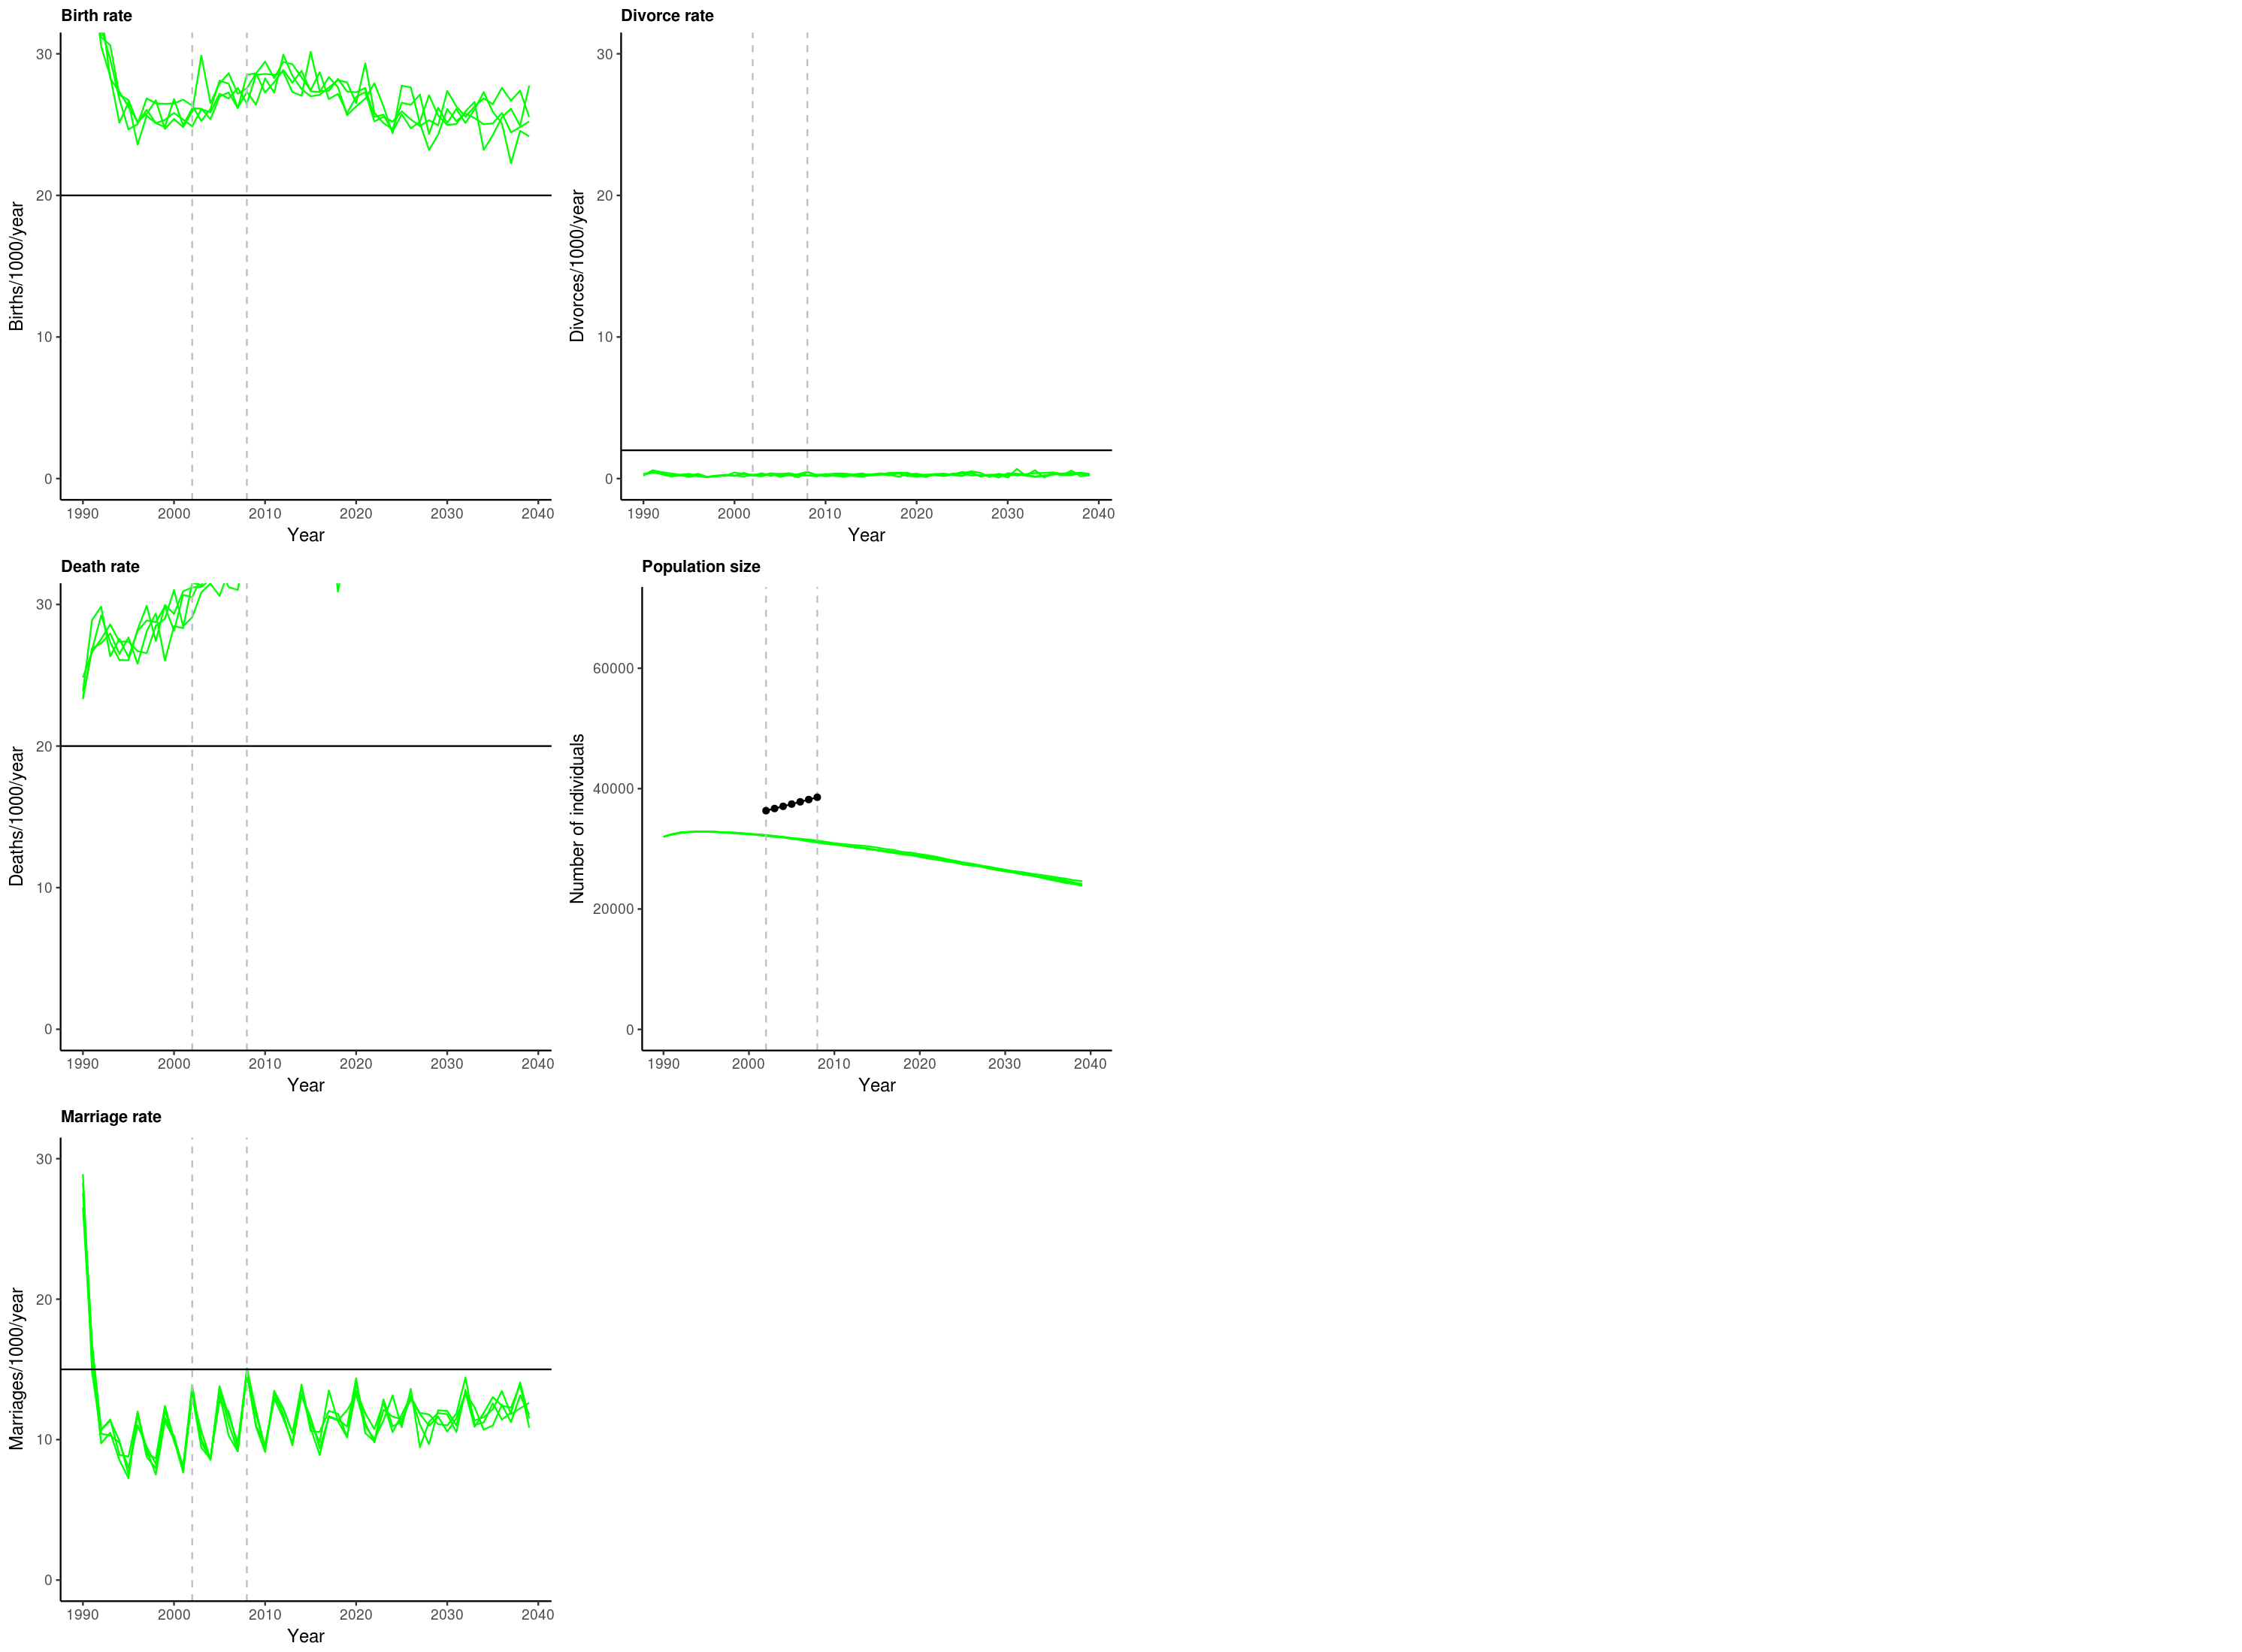 Birth rate
30
20
10
0
Births/1000/year
1990 2000 2010 2020 2030 2040
Year
Divorce rate
30
20
10
0
Divorces/1000/year
1990 2000 2010 2020 2030 2040
Year
Death rate
30
20
10
0
Deaths/1000/year
1990 2000 2010 2020 2030 2040
Year
Population size
60000
40000
20000
0
Number of individuals
1990 2000 2010 2020 2030 2040
Year
Marriage rate
30
20
10
0
Marriages/1000/year
1990 2000 2010 2020 2030 2040
Year